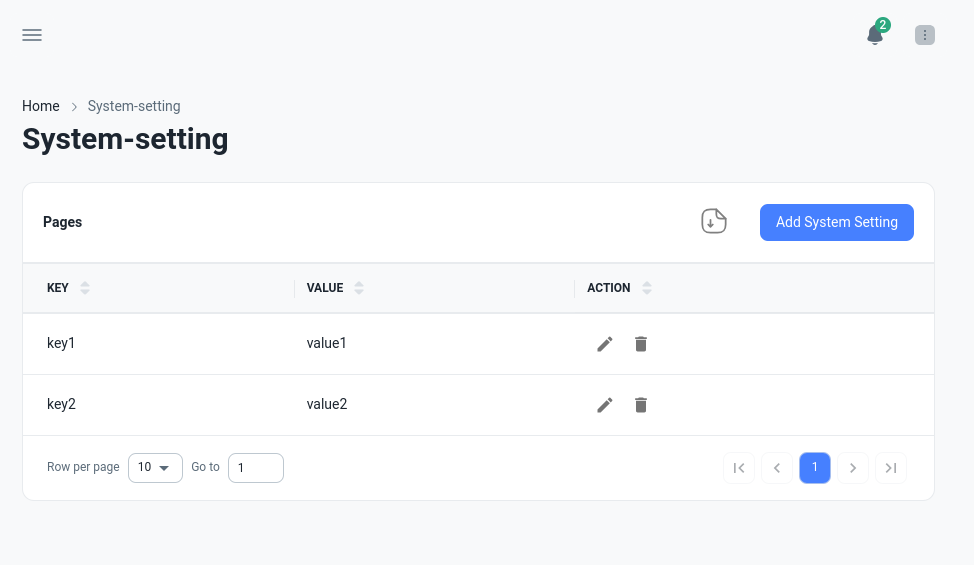 2
Home System-setting
System-setting
Pages Add System Setting
KEY VALUE ACTION
key1 value1
key2 value2
Row per page 10 Go to 1 1